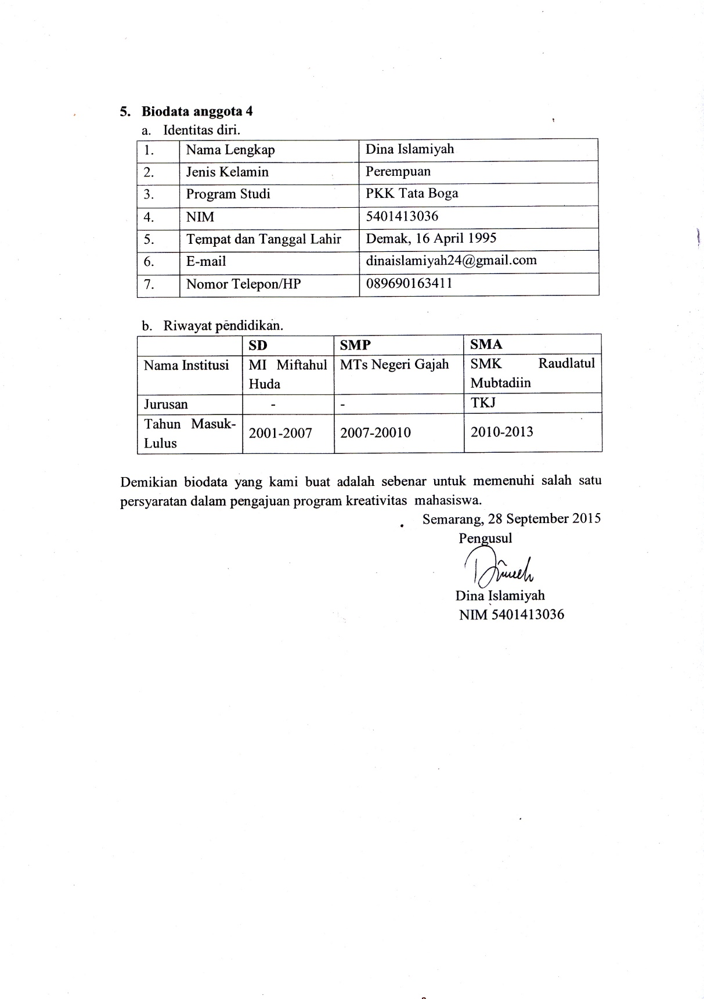 5. Biodata anggota 4
a. Identitas diri.
1. Nama Lengkap Dina Islamiyah
2. Jenis Kelamin Perempuan
3. Program Studi PKK Tata Boga
4. NIM 5401413036
5. Tempat dan Tanggal Lahir Demak, 16 April 1995
6. E-mail dinaislamiyah24@gmail.com
7. Nomor Telepon/HP 089690163411
b. Riwayat pendidikan.
SD SMP SMA
Nama Institusi MI Miftahul MTs Negeri Gajah SMK Raudlatul
Huda Mubtadiin
Jurusan - - TKJ
Tahun Masuk-
Lulus 2001-2007 2007-20010 2010-2013
Demikian biodata yang kami buat adalah sebenar untuk memenuhi salah satu
persyaratan dalam pengajuan program kreativitas mahasiswa.
Semarang, 28 September 2015
Pengusul
Dina Islamiyah
NIM 5401413036